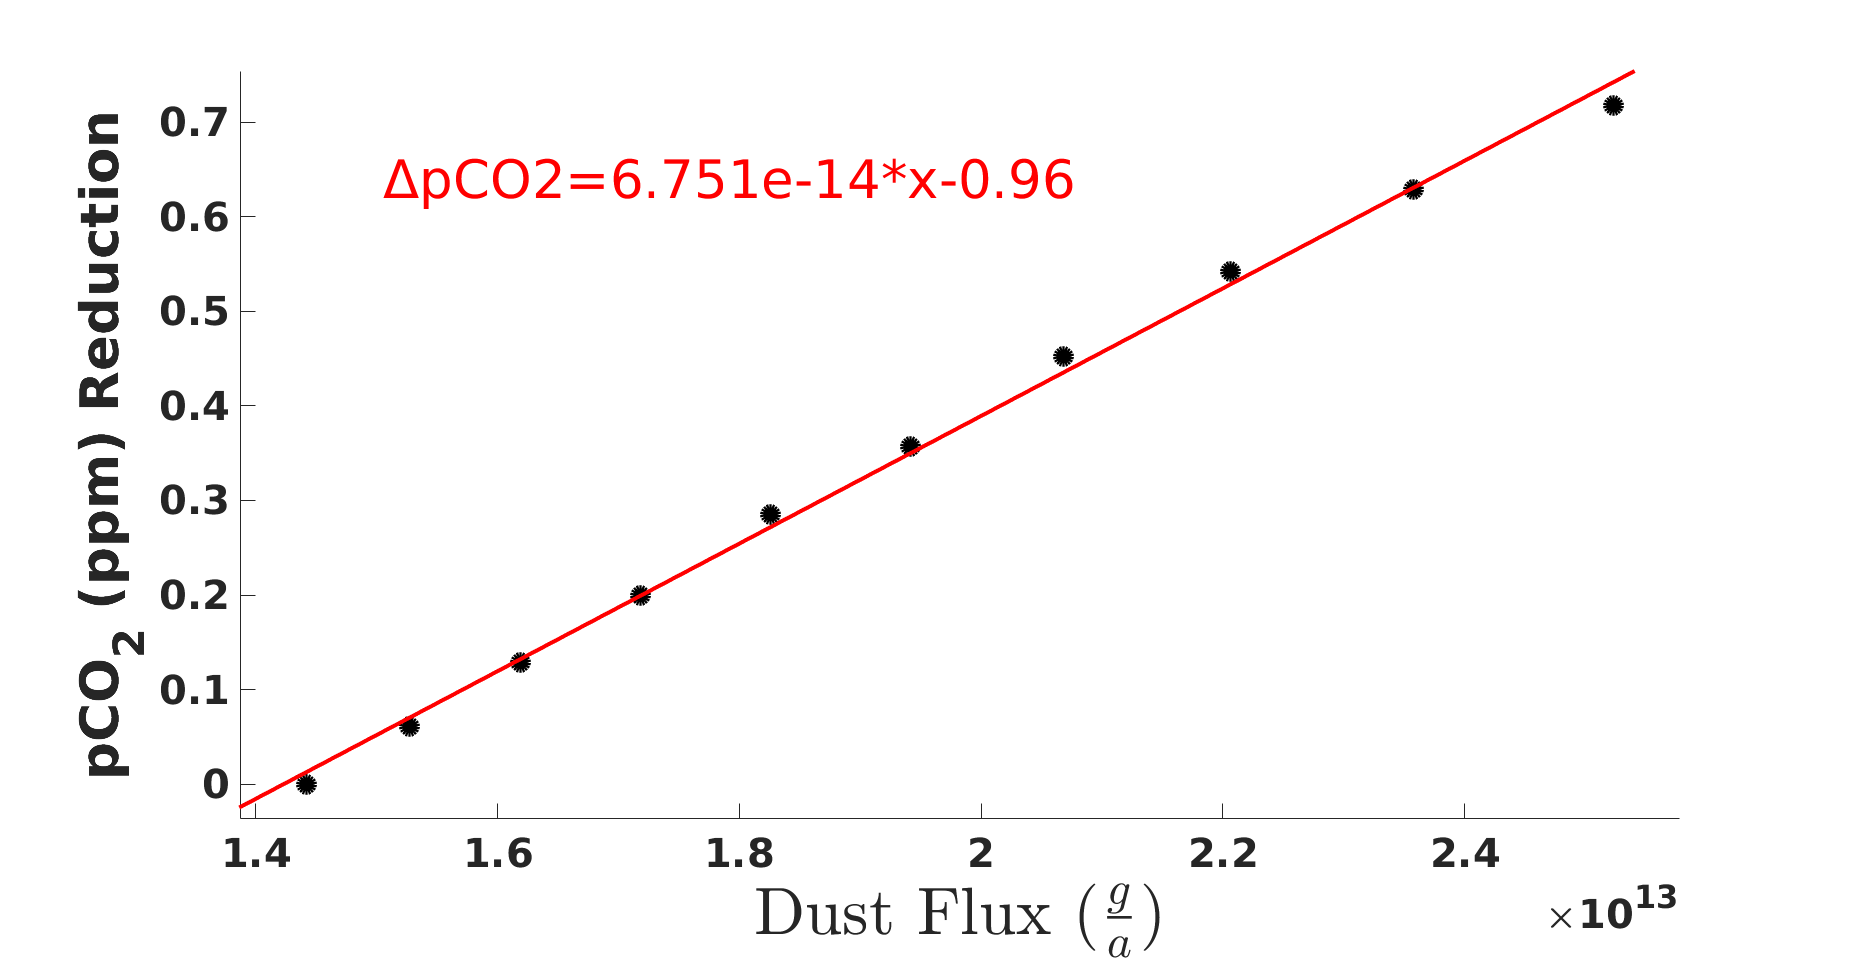 pCO2 (ppm) Reduction
0.7
0.6
0.5
0.4
0.3
0.2
0.1
0
ΔpCO2=6.751e-14*x-0.96
1.4 1.6 1.8 2 2.2 2.4
×10^13
Dust Flux (g/a)